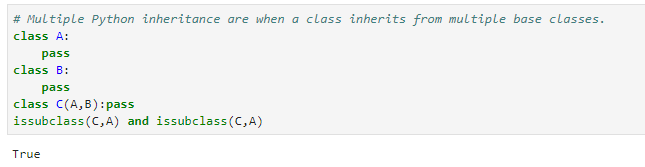 # Multiple Python inheritance are when a class inherits from multiple base classes.
class A:
    pass
class B:
    pass
class C(A,B):pass
issubclass(C,A) and issubclass(C,A)
True